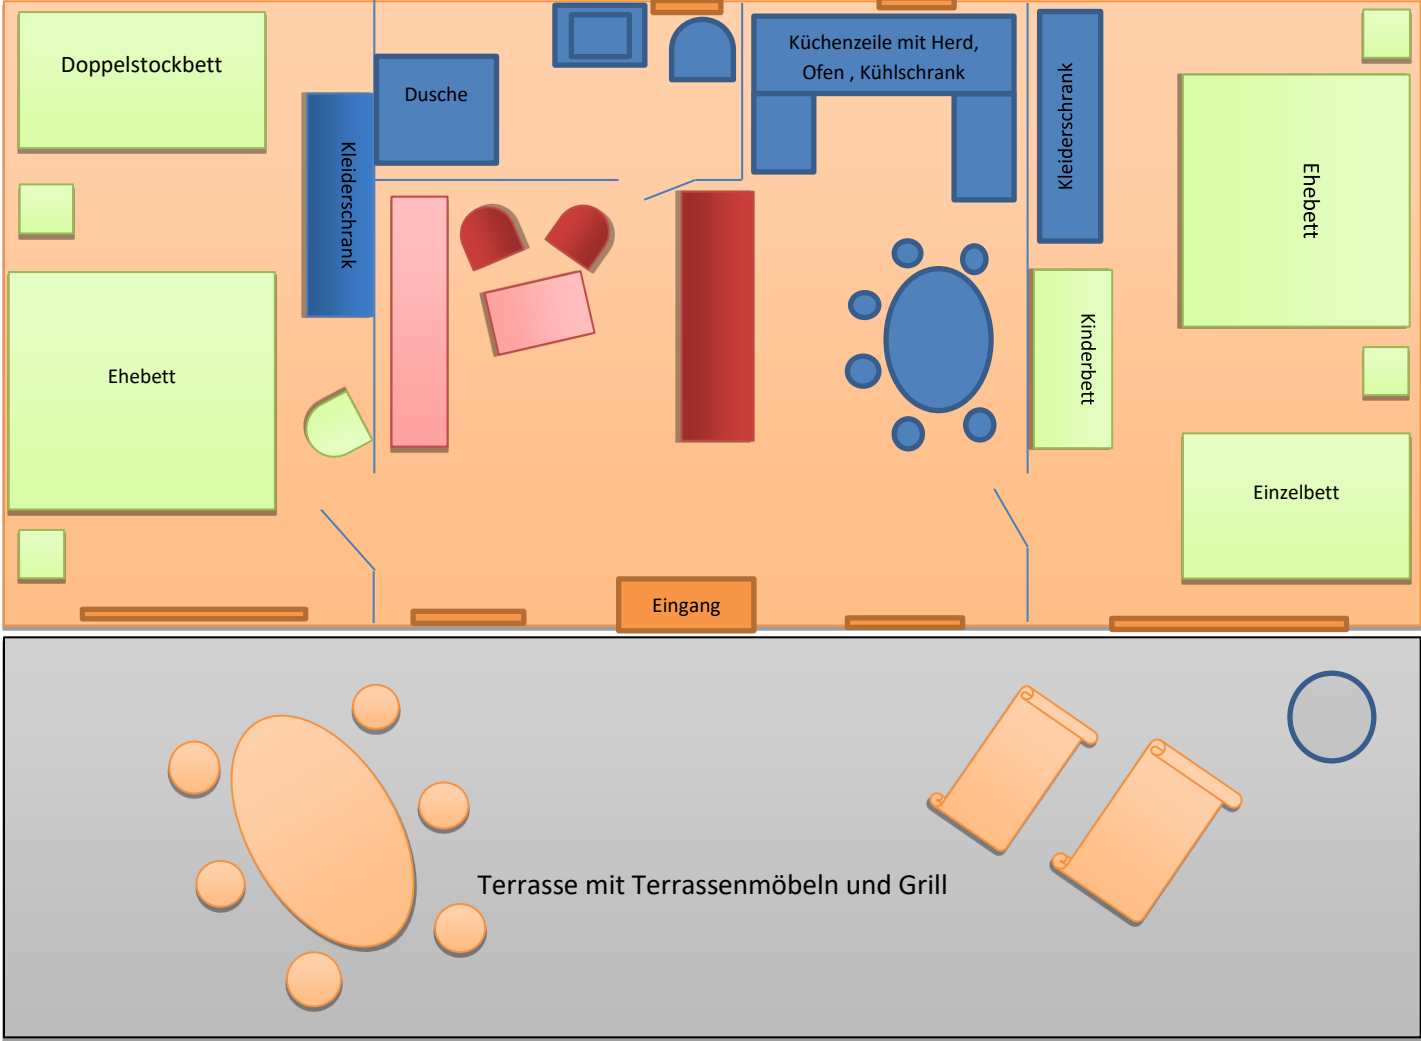 Doppelstockbett
Dusche
Küchenzeile mit Herd,
Ofen , Kühlschrank
Kleiderschrank
Kleiderschrank
Ehebett
Ehebett
Kinderbett
Einzelbett
Eingang
Terrasse mit Terrassenmöbeln und Grill